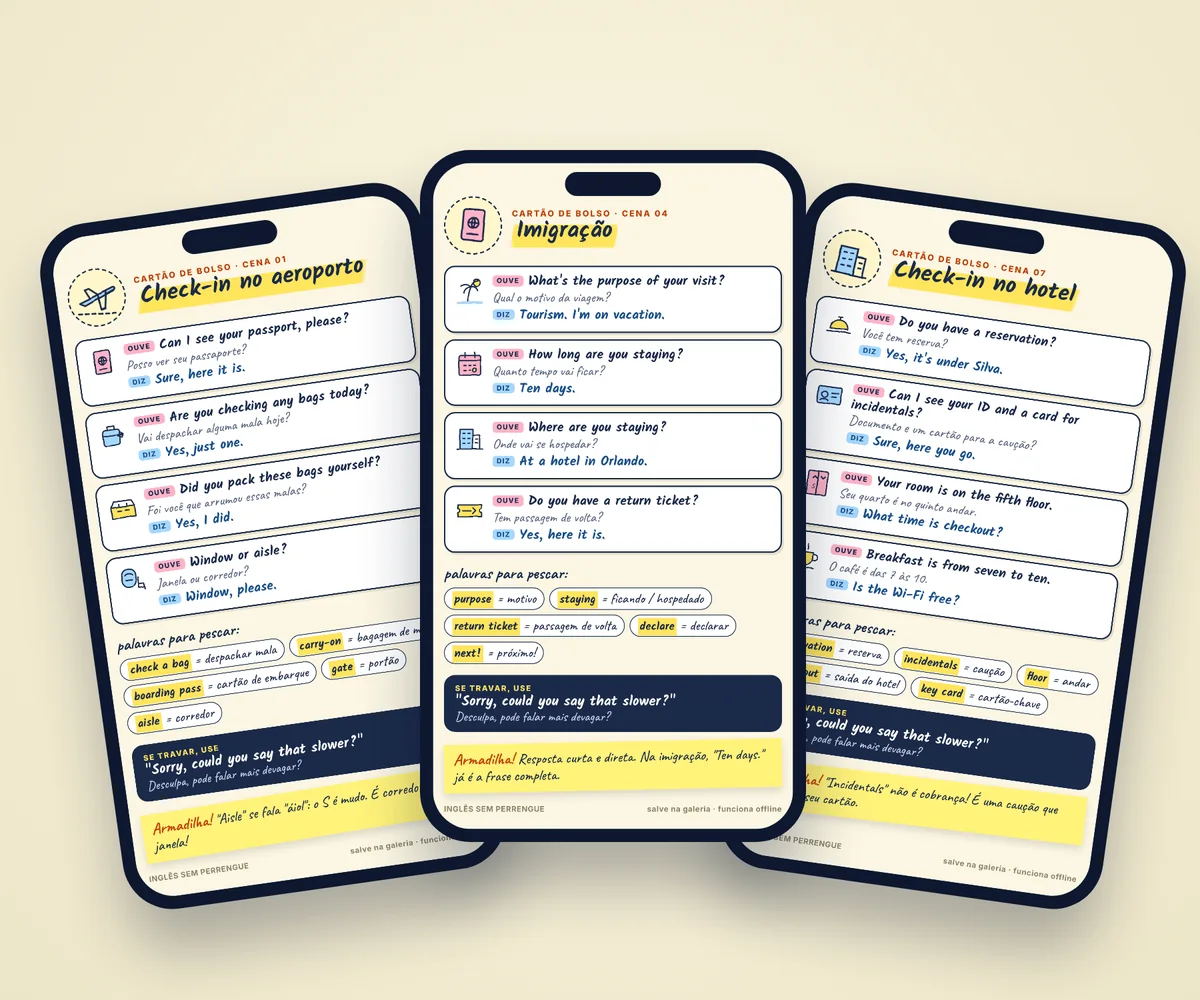 CARTÃO DE BOLSO · CENA 01
Check-in no aeroporto
OUVE Can I see your passport, please?
Posso ver seu passaporte?
DIZ Sure, here it is.
OUVE Are you checking any bags today?
Vai despachar alguma mala hoje?
DIZ Yes, just one.
OUVE Did you pack these bags yourself?
Foi você que arrumou essas malas?
DIZ Yes, I did.
OUVE Window or aisle?
Janela ou corredor?
DIZ Window, please.
palavras para pescar:
check a bag = despachar mala
carry-on = bagagem de m
boarding pass = cartão de embarque
gate = portão
aisle = corredor
SE TRAVAR, USE
"Sorry, could you say that slower?"
Desculpa, pode falar mais devagar?
Armadilha! "Aisle" se fala "áiol": o S é mudo. É corredo
janela!
INGLÊS SEM PERRENGUE
salve na galeria · funcion
CARTÃO DE BOLSO · CENA 04
Imigração
OUVE What's the purpose of your visit?
Qual o motivo da viagem?
DIZ Tourism. I'm on vacation.
OUVE How long are you staying?
Quanto tempo vai ficar?
DIZ Ten days.
OUVE Where are you staying?
Onde vai se hospedar?
DIZ At a hotel in Orlando.
OUVE Do you have a return ticket?
Tem passagem de volta?
DIZ Yes, here it is.
palavras para pescar:
purpose = motivo
staying = ficando / hospedado
return ticket = passagem de volta
declare = declarar
next! = próximo!
SE TRAVAR, USE
"Sorry, could you say that slower?"
Desculpa, pode falar mais devagar?
Armadilha! Resposta curta e direta. Na imigração, "Ten days."
já é a frase completa.
INGLÊS SEM PERRENGUE
salve na galeria · funciona offline
CARTÃO DE BOLSO · CENA 07
Check-in no hotel
OUVE Do you have a reservation?
Você tem reserva?
DIZ Yes, it's under Silva.
OUVE Can I see your ID and a card for
incidentals?
Documento e um cartão para a caução?
DIZ Sure, here you go.
OUVE Your room is on the fifth floor.
Seu quarto é no quinto andar.
DIZ What time is checkout?
OUVE Breakfast is from seven to ten.
O café é das 7 às 10.
DIZ Is the Wi-Fi free?
ras para pescar:
vation = reserva
incidentals = caução
floor = andar
out = saída do hotel
key card = cartão-chave
VAR, USE
, could you say that slower?"
, pode falar mais devagar?
ha! "Incidentals" não é cobrança! É uma caução que
seu cartão.
SEM PERRENGUE
salve na galeria · funciona offline